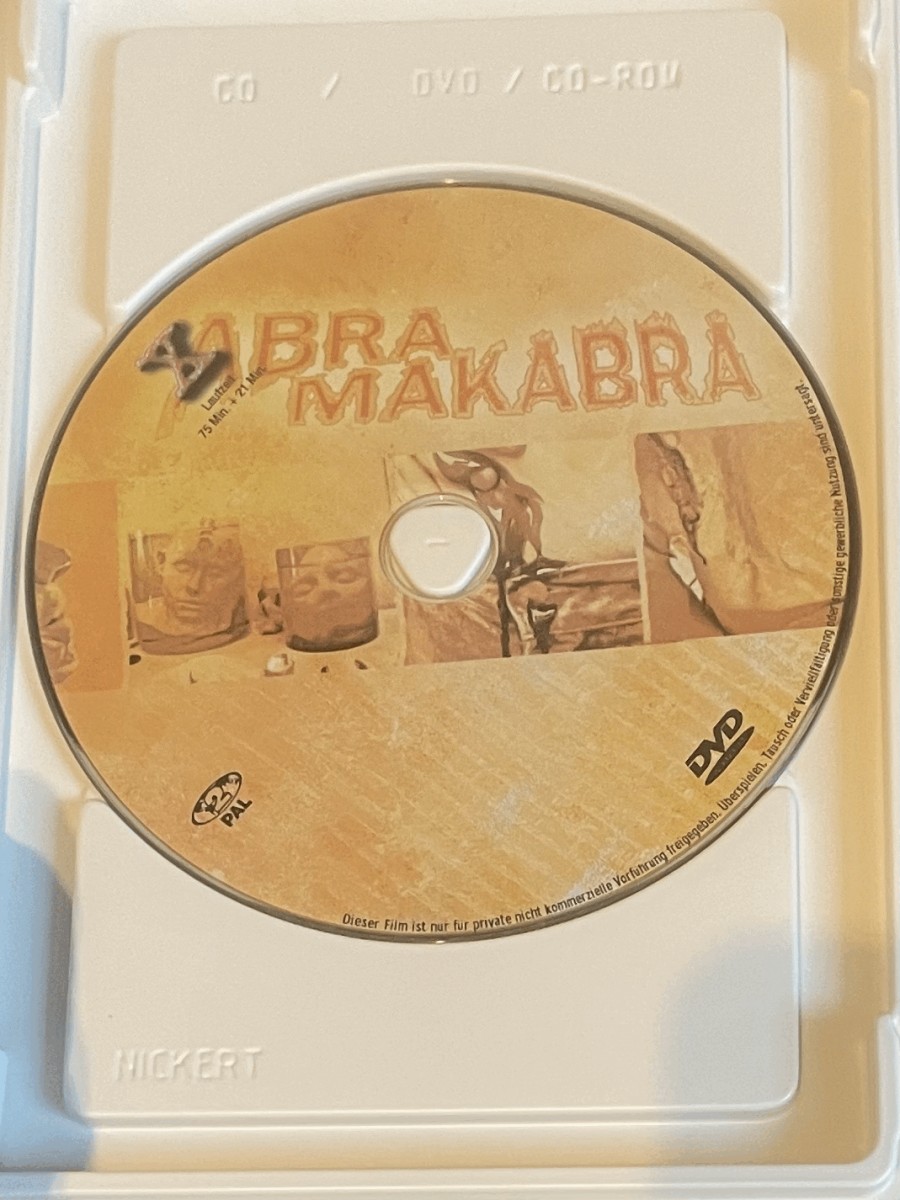 CD / DVD / CD-ROM
ABRA
MAKABRA
X
Laufzeit
75 Min. + 21 Min.
2
PAL
DVD
Dieser Film ist nur für private nicht kommerzielle Vorführung freigegeben. Überspielen, Tausch oder Vervielfältigung oder sonstige gewerbliche Nutzung sind untersagt.
NICKERT